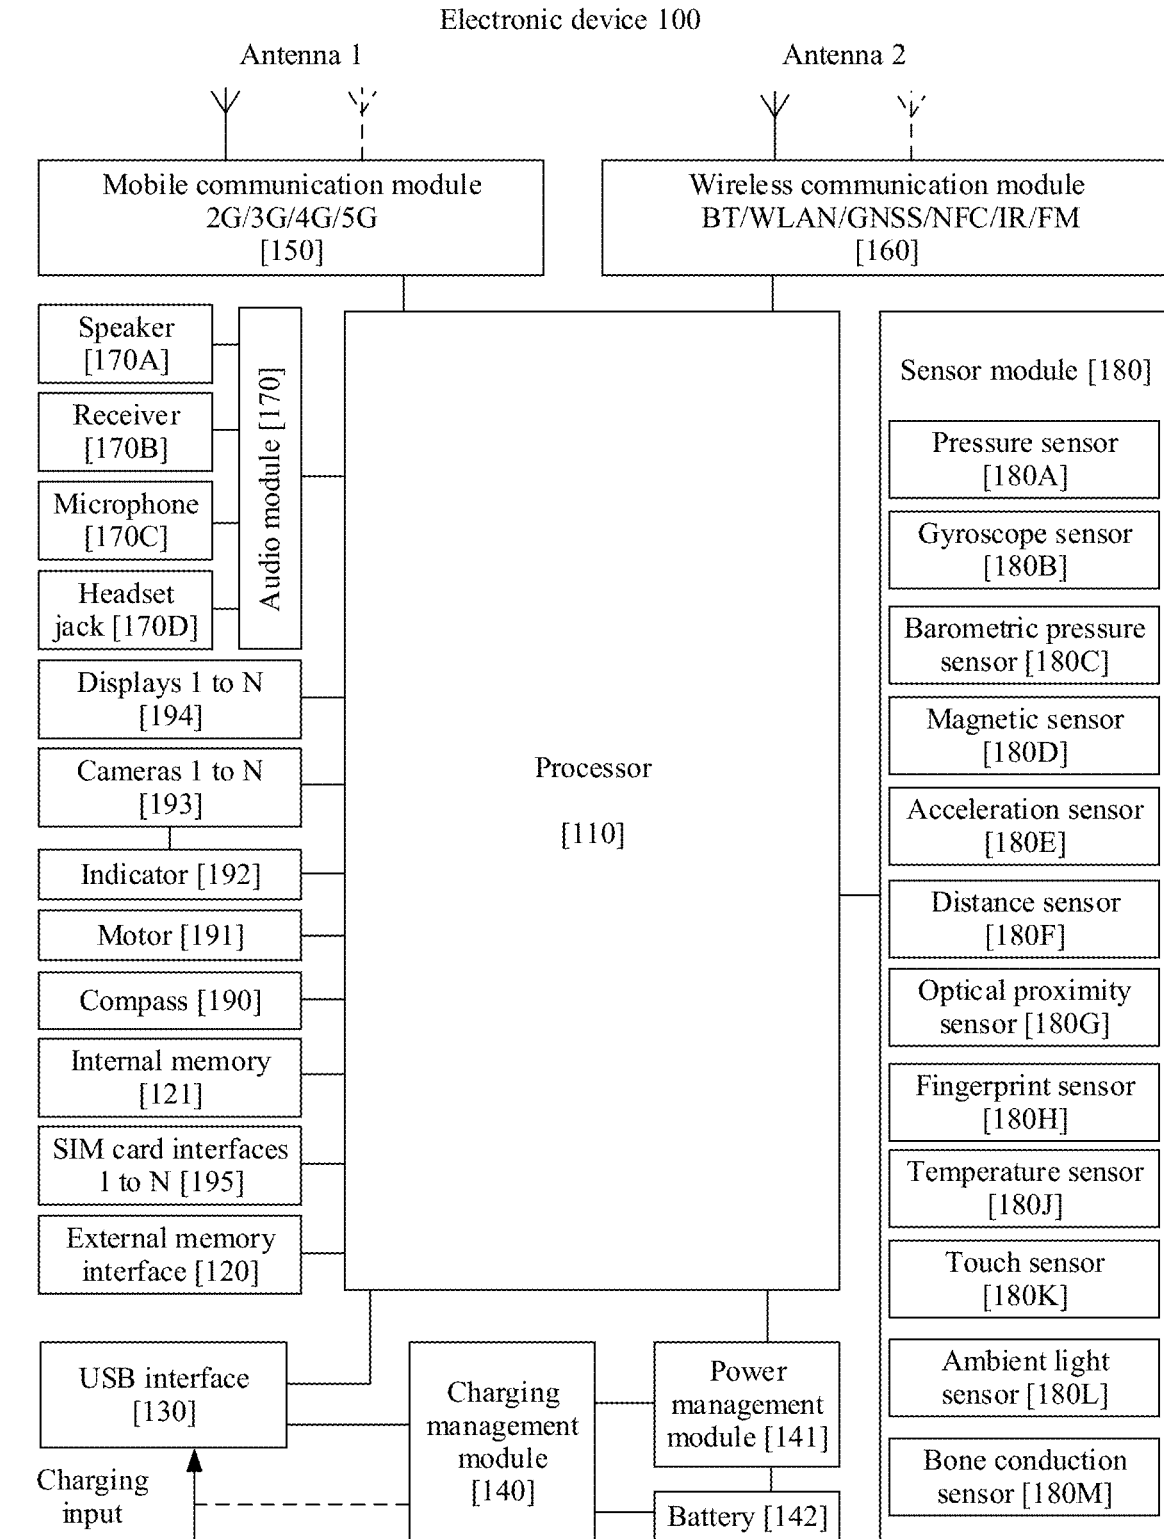 Electronic device 100
Antenna 1
Antenna 2
Mobile communication module
2G/3G/4G/5G
[150]
Wireless communication module
BT/WLAN/GNSS/NFC/IR/FM
[160]
Speaker
[170A]
Receiver
[170B]
Microphone
[170C]
Headset
jack [170D]
Audio module [170]
Displays 1 to N
[194]
Cameras 1 to N
[193]
Indicator [192]
Motor [191]
Compass [190]
Internal memory
[121]
SIM card interfaces
1 to N [195]
External memory
interface [120]
Processor
[110]
Sensor module [180]
Pressure sensor
[180A]
Gyroscope sensor
[180B]
Barometric pressure
sensor [180C]
Magnetic sensor
[180D]
Acceleration sensor
[180E]
Distance sensor
[180F]
Optical proximity
sensor [180G]
Fingerprint sensor
[180H]
Temperature sensor
[180J]
Touch sensor
[180K]
Ambient light
sensor [180L]
Bone conduction
sensor [180M]
USB interface
[130]
Charging
input
Charging
management
module
[140]
Power
management
module [141]
Battery [142]